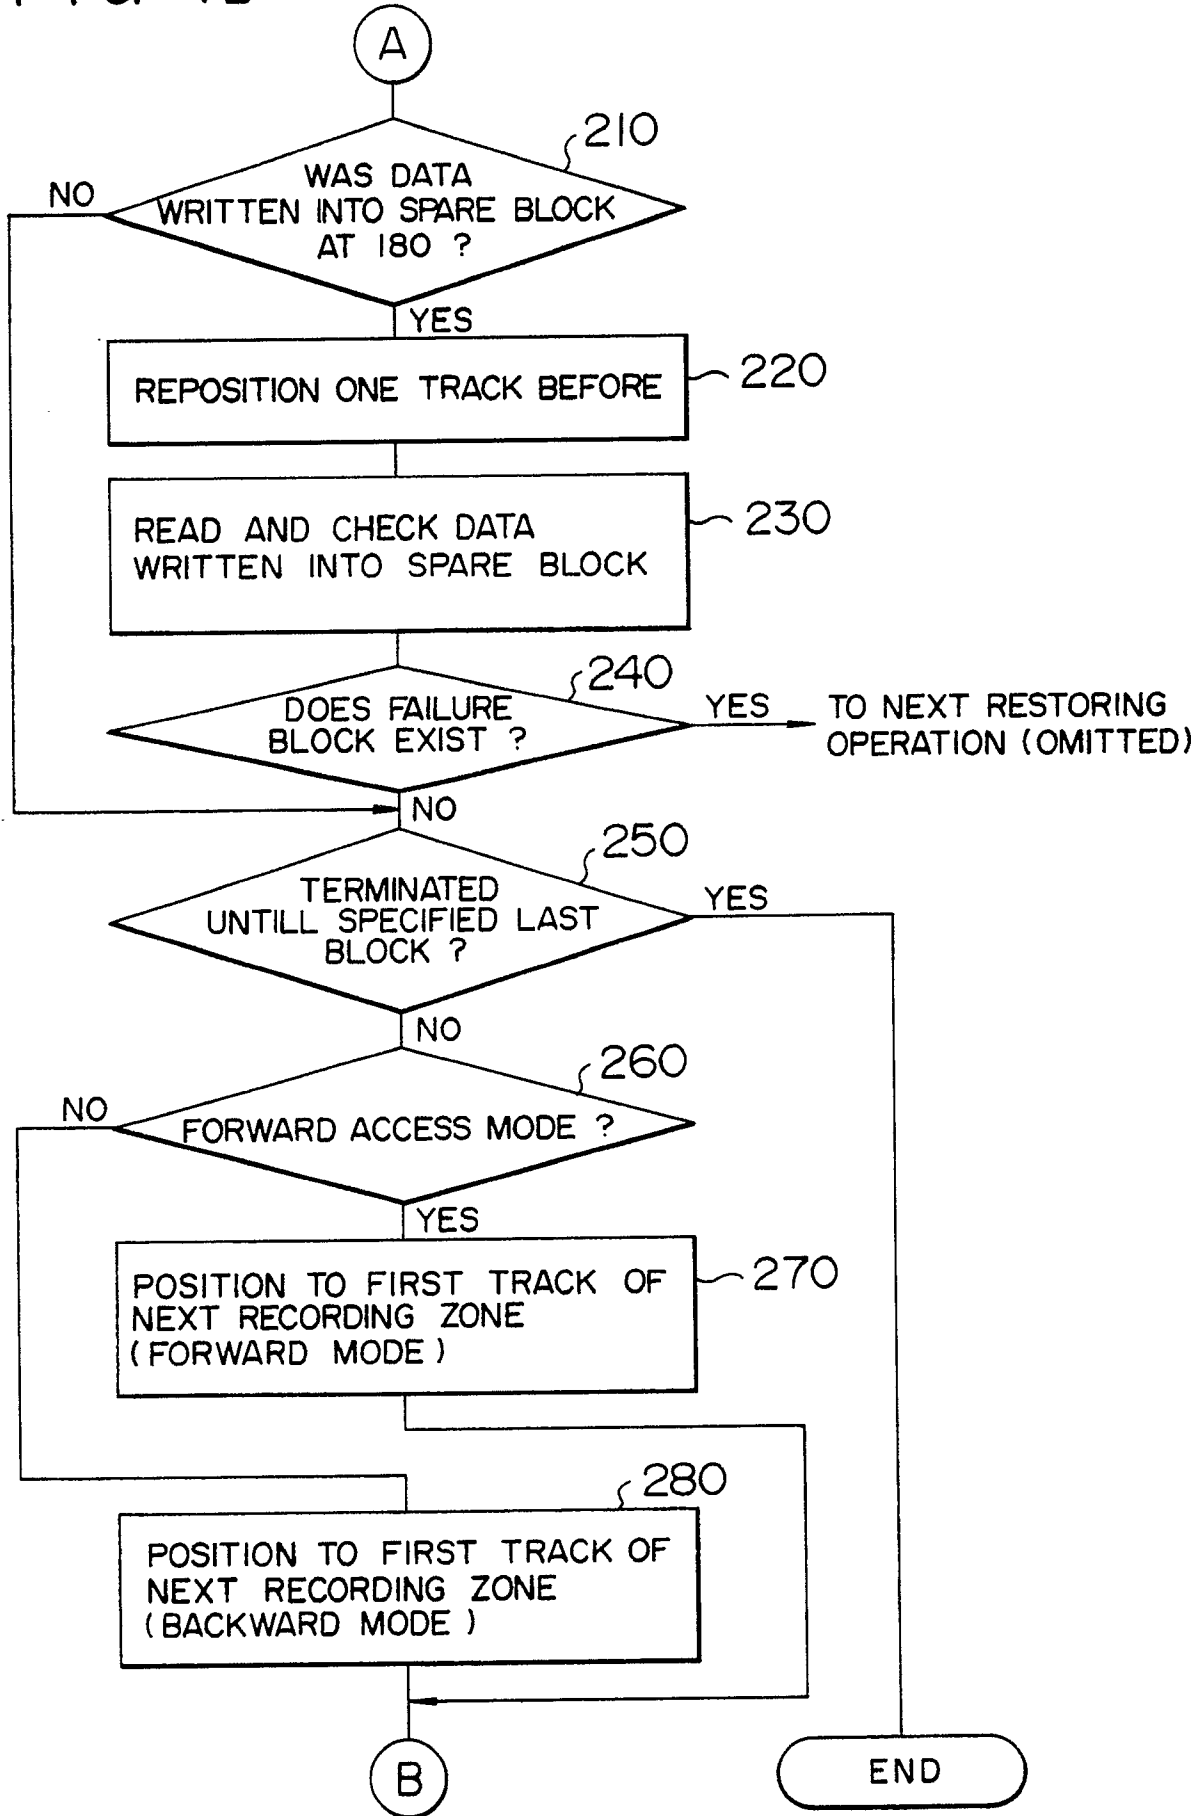 A
210
WAS DATA
WRITTEN INTO SPARE BLOCK
AT 180 ?
NO
YES
REPOSITION ONE TRACK BEFORE
220
READ AND CHECK DATA
WRITTEN INTO SPARE BLOCK
230
240
DOES FAILURE
BLOCK EXIST ?
YES
TO NEXT RESTORING
OPERATION (OMITTED)
NO
250
TERMINATED
UNTILL SPECIFIED LAST
BLOCK ?
YES
NO
260
FORWARD ACCESS MODE ?
NO
YES
POSITION TO FIRST TRACK OF
NEXT RECORDING ZONE
(FORWARD MODE)
270
280
POSITION TO FIRST TRACK OF
NEXT RECORDING ZONE
(BACKWARD MODE)
B
END